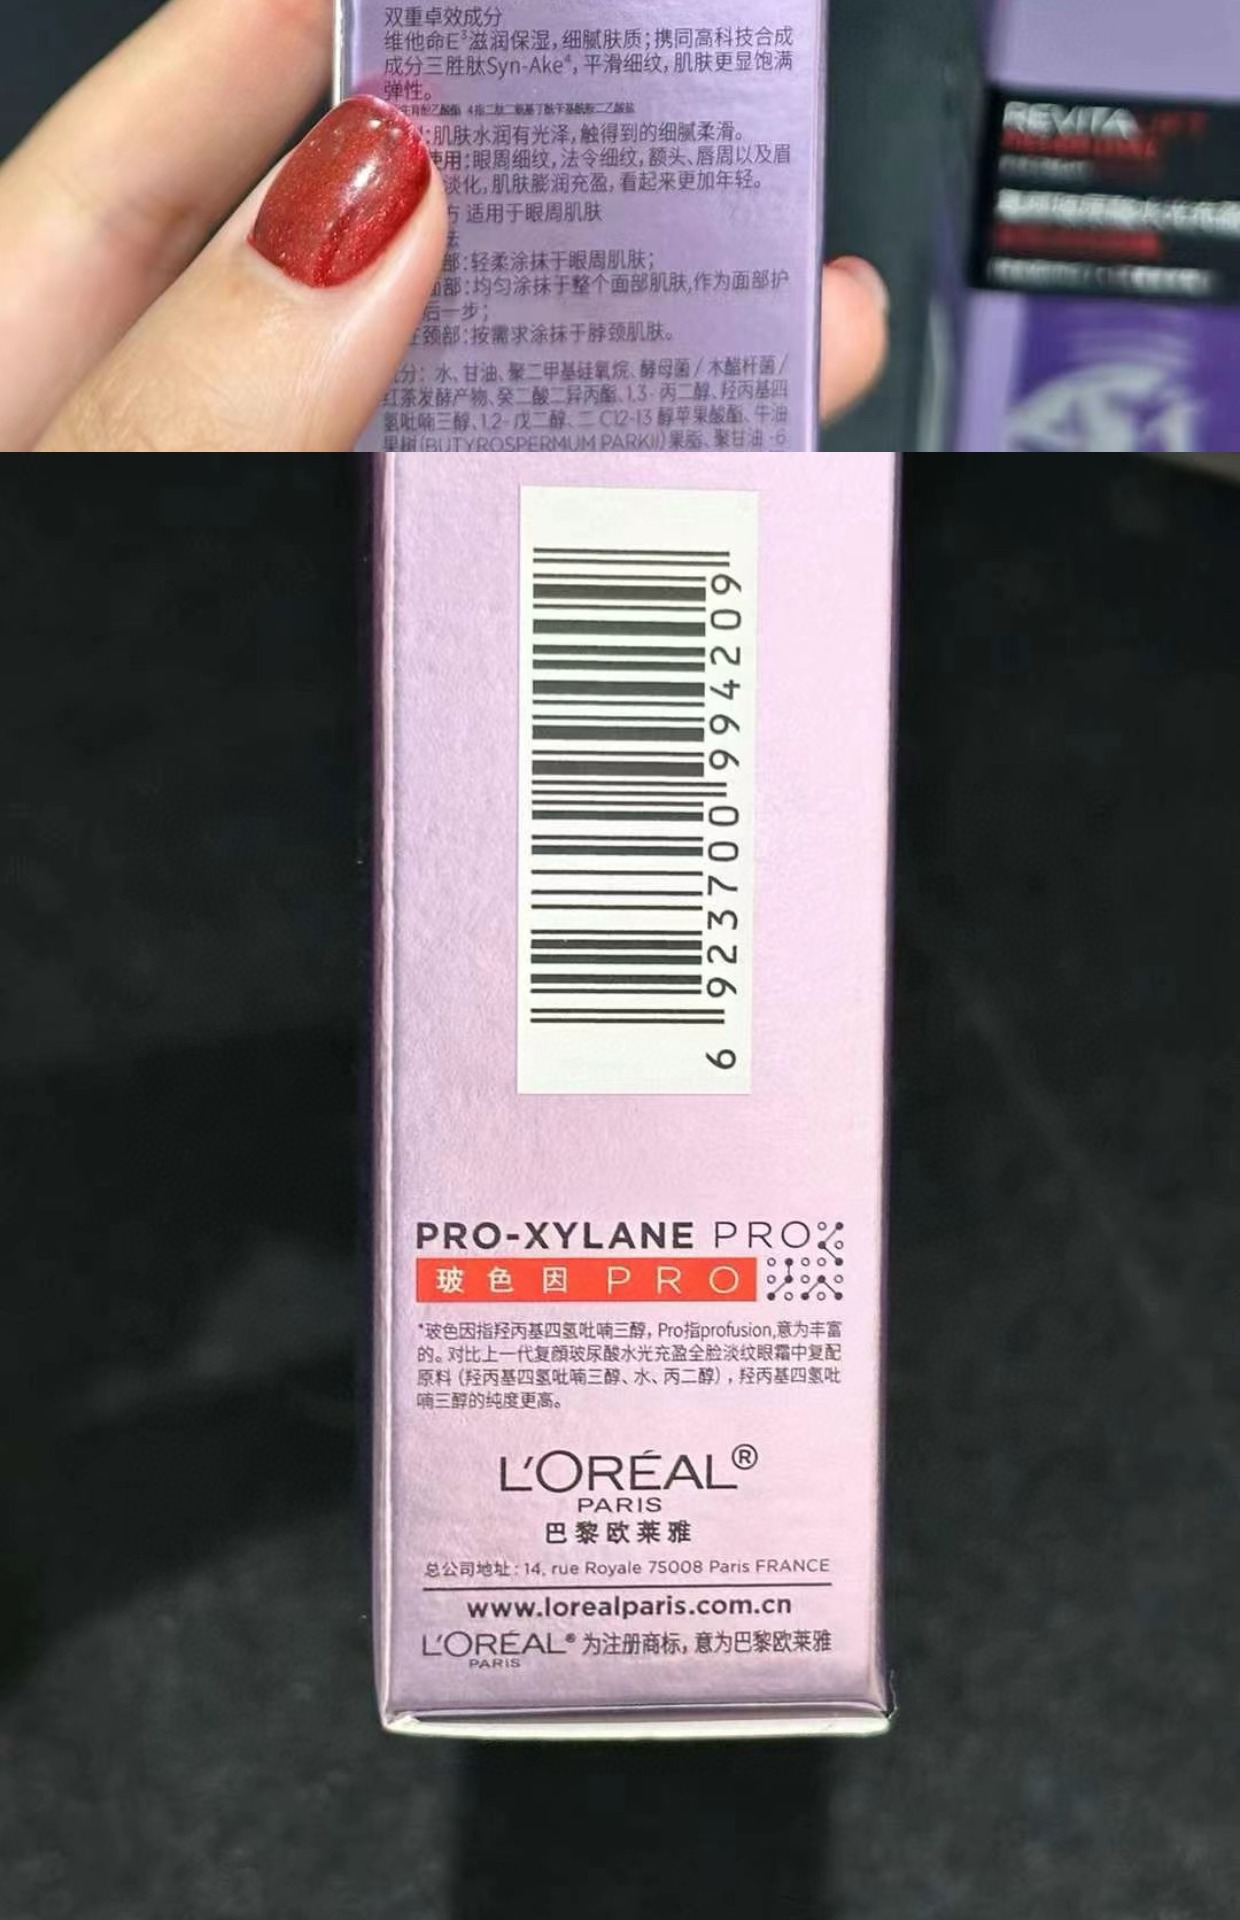 双重卓效成分
维他命E³滋润保湿,细腻肤质;携同高科技合成
成分三胜肽Syn-Ake⁴,平滑细纹,肌肤更显饱满
弹性。
:肌肤水润有光泽,触得到的细腻柔滑。
使用:眼周细纹,法令细纹,额头、唇周以及眉
淡化,肌肤膨润充盈,看起来更加年轻。
方 适用于眼周肌肤
法
部:轻柔涂抹于眼周肌肤;
面部:均匀涂抹于整个面部肌肤,作为面部护
后一步;
颈部:按需求涂抹于脖颈肌肤。
分: 水、甘油、聚二甲基硅氧烷、酵母菌/木醋杆菌/
红茶发酵产物、癸二酸二异丙酯、1,3-丙二醇、羟丙基四
氢吡喃三醇、1,2-戊二醇、二C12-13醇苹果酸酯、牛油
果树(BUTYROSPERMUM PARKII)果脂、聚甘油-6
REVITALIFT
6 923700 994209
PRO-XYLANE PRO
玻色因 PRO
*玻色因指羟丙基四氢吡喃三醇, Pro指profusion,意为丰富
的。对比上一代复颜玻尿酸水光充盈全脸淡纹眼霜中复配
原料(羟丙基四氢吡喃三醇、水、丙二醇),羟丙基四氢吡
喃三醇的纯度更高。
L'ORÉAL®
PARIS
巴黎欧莱雅
总公司地址:14, rue Royale 75008 Paris FRANCE
www.lorealparis.com.cn
L'ORÉAL® 为注册商标,意为巴黎欧莱雅
PARIS